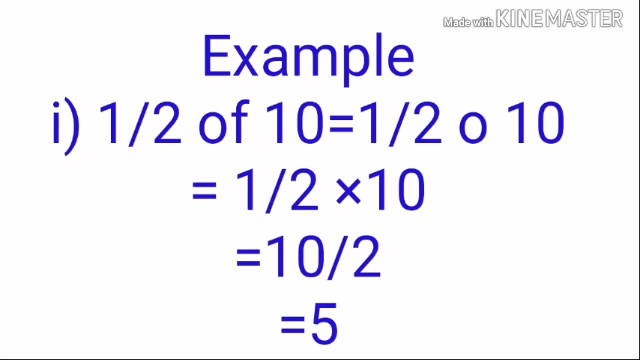 Made with KINEMASTER
Example
i) 1/2 of 10=1/2 o 10
= 1/2 ×10
=10/2
=5